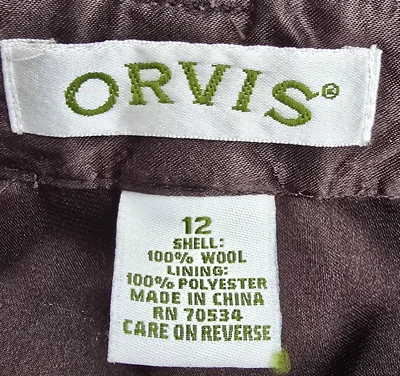 ORVIS®
12
SHELL:
100% WOOL
LINING:
100% POLYESTER
MADE IN CHINA
RN 70534
CARE ON REVERSE